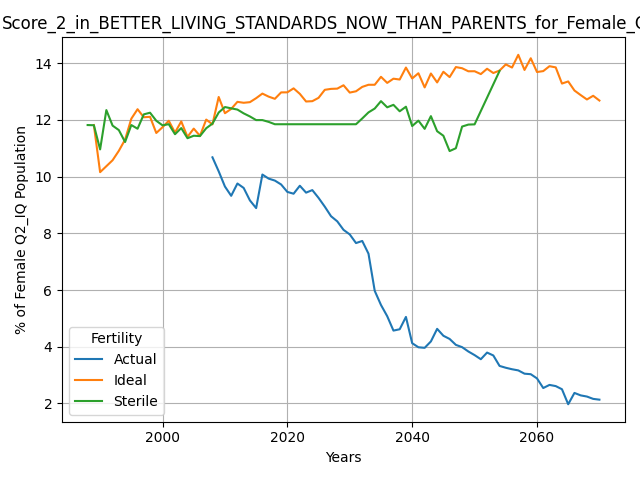 Score_2_in_BETTER_LIVING_STANDARDS_NOW_THAN_PARENTS_for_Female_
% of Female Q2_IQ Population
14
12
10
8
6
4
2
Fertility
Actual
Ideal
Sterile
2000
2020
2040
2060
Years